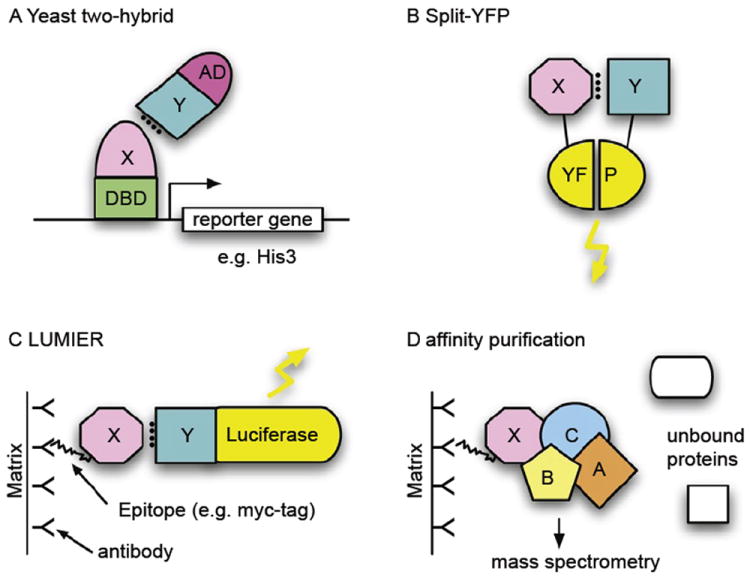 A Yeast two-hybrid
AD
Y
X
DBD
reporter gene
e.g. His3
B Split-YFP
X
Y
YF
P
C LUMIER
Matrix
X
Y
Luciferase
Epitope (e.g. myc-tag)
antibody
D affinity purification
Matrix
X
C
B
A
unbound
proteins
mass spectrometry